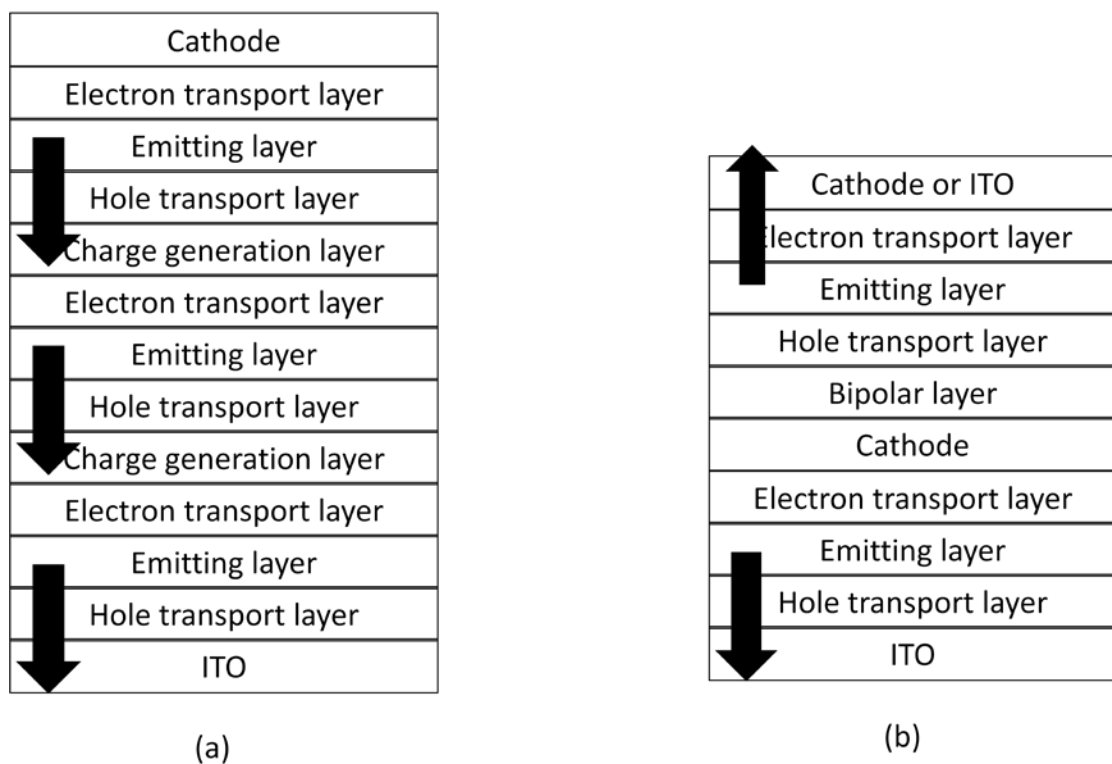 Cathode
Electron transport layer
Emitting layer
Hole transport layer
Charge generation layer
Electron transport layer
Emitting layer
Hole transport layer
Charge generation layer
Electron transport layer
Emitting layer
Hole transport layer
ITO
(a)
Cathode or ITO
Electron transport layer
Emitting layer
Hole transport layer
Bipolar layer
Cathode
Electron transport layer
Emitting layer
Hole transport layer
ITO
(b)